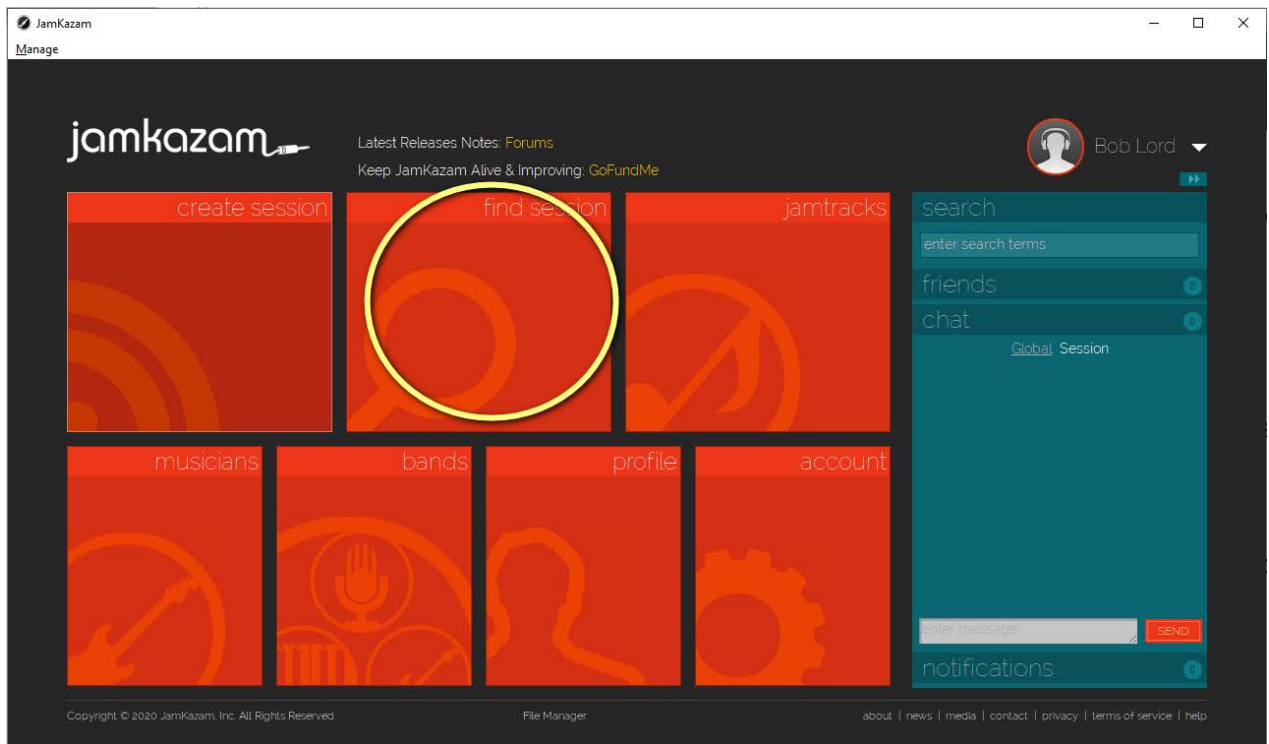 JamKazam
Manage
jamkazam
Latest Releases Notes: Forums
Keep JamKazam Alive & Improving: GoFundMe
Bob Lord
create session
find session
jamtracks
search
enter search terms
friends
chat
Global Session
musicians
bands
profile
account
enter message
SEND
notifications
Copyright © 2020 JamKazam, Inc. All Rights Reserved
File Manager
about | news | media | contact | privacy | terms of service | help